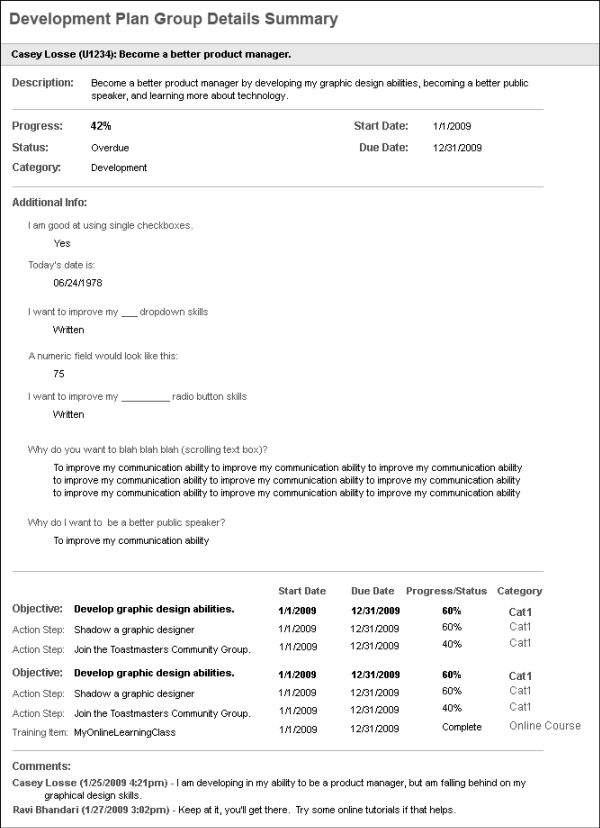 Development Plan Group Details Summary
Casey Losse (U1234): Become a better product manager.
Description: Become a better product manager by developing my graphic design abilities, becoming a better public
speaker, and learning more about technology.
Progress: 42% Start Date: 1/1/2009
Status: Overdue Due Date: 12/31/2009
Category: Development
Additional Info:
I am good at using single checkboxes.
Yes
Today's date is:
06/24/1978
I want to improve my ___ dropdown skills
Written
A numeric field would look like this:
75
I want to improve my _________ radio button skills
Written
Why do you want to blah blah blah (scrolling text box)?
To improve my communication ability to improve my communication ability to improve my communication ability
to improve my communication ability to improve my communication ability to improve my communication ability
to improve my communication ability to improve my communication ability to improve my communication ability
Why do I want to be a better public speaker?
To improve my communication ability
Start Date Due Date Progress/Status Category
Objective: Develop graphic design abilities. 1/1/2009 12/31/2009 60% Cat1
Action Step: Shadow a graphic designer 1/1/2009 12/31/2009 60% Cat1
Action Step: Join the Toastmasters Community Group. 1/1/2009 12/31/2009 40% Cat1
Objective: Develop graphic design abilities. 1/1/2009 12/31/2009 60% Cat1
Action Step: Shadow a graphic designer 1/1/2009 12/31/2009 60% Cat1
Action Step: Join the Toastmasters Community Group. 1/1/2009 12/31/2009 40% Cat1
Training Item: MyOnlineLearningClass 1/1/2009 12/31/2009 Complete Online Course
Comments:
Casey Losse (1/25/2009 4:21pm) - I am developing in my ability to be a product manager, but am falling behind on my
graphical design skills.
Ravi Bhandari (1/27/2009 3:02pm) - Keep at it, you'll get there. Try some online tutorials if that helps.